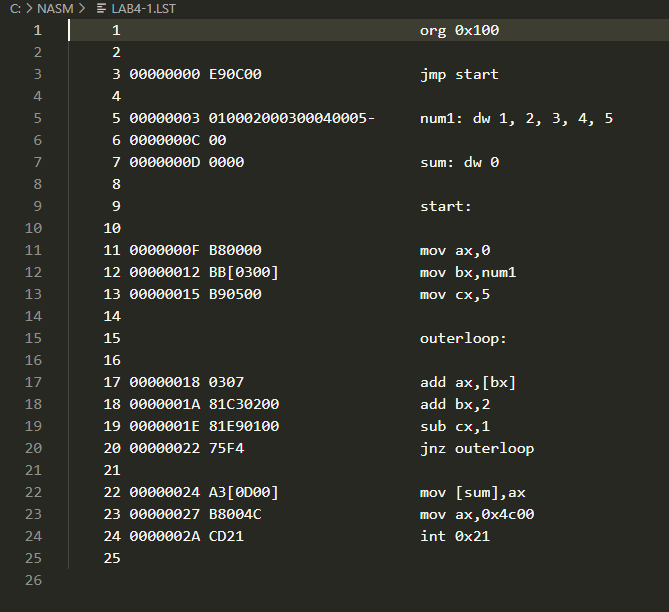 C: > NASM > LAB4-1.LST
1 1 org 0x100
2 2
3 3 00000000 E90C00 jmp start
4 4
5 5 00000003 010002000300040005- num1: dw 1, 2, 3, 4, 5
6 6 0000000C 00
7 7 0000000D 0000 sum: dw 0
8 8
9 9 start:
10 10
11 11 0000000F B80000 mov ax,0
12 12 00000012 BB[0300] mov bx,num1
13 13 00000015 B90500 mov cx,5
14 14
15 15 outerloop:
16 16
17 17 00000018 0307 add ax,[bx]
18 18 0000001A 81C30200 add bx,2
19 19 0000001E 81E90100 sub cx,1
20 20 00000022 75F4 jnz outerloop
21 21
22 22 00000024 A3[0D00] mov [sum],ax
23 23 00000027 B8004C mov ax,0x4c00
24 24 0000002A CD21 int 0x21
25 25
26